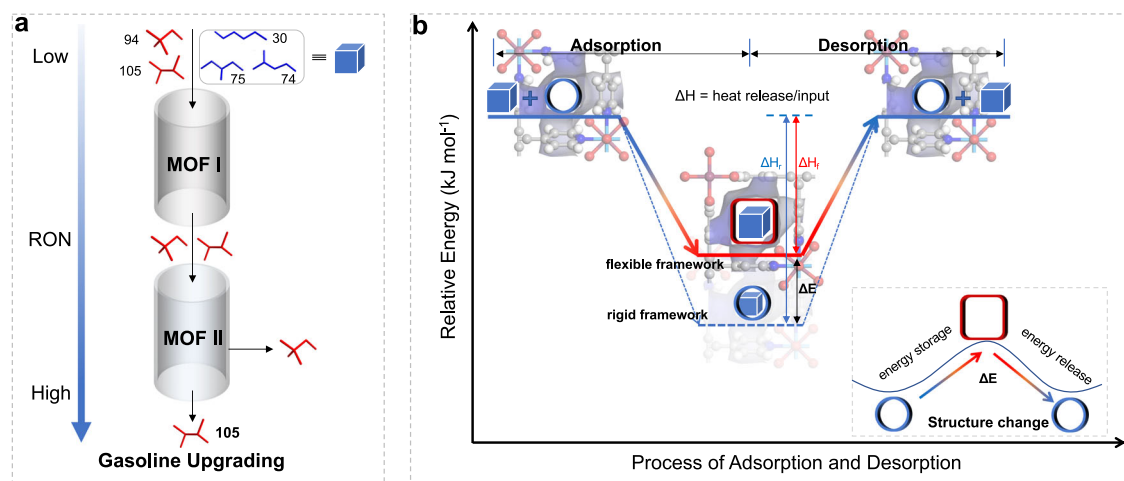 a
Low
94
105
30
75
74
≡
MOF I
RON
MOF II
High
105
Gasoline Upgrading
b
Relative Energy (kJ mol⁻¹)
Adsorption
Desorption
+
+
ΔH = heat release/input
ΔHᵣ
ΔH_f
flexible framework
ΔE
rigid framework
energy storage
energy release
ΔE
Structure change
Process of Adsorption and Desorption